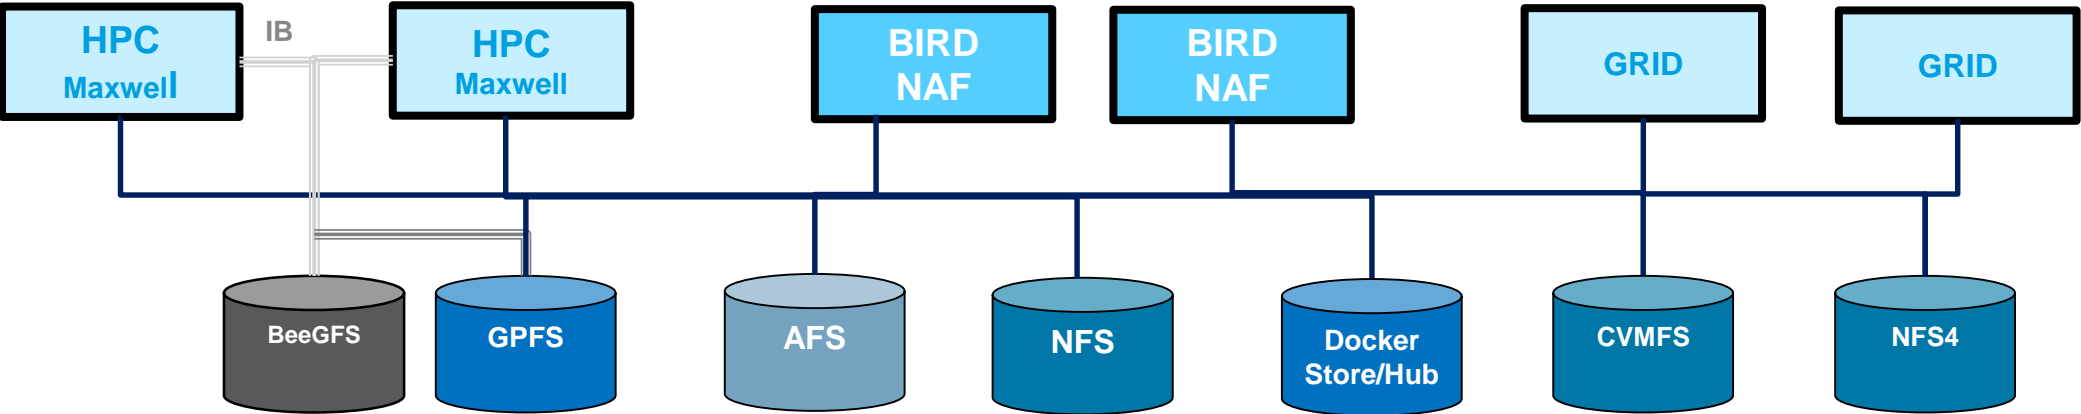 HPC
Maxwell
IB
HPC
Maxwell
BIRD
NAF
BIRD
NAF
GRID
GRID
BeeGFS
GPFS
AFS
NFS
Docker
Store/Hub
CVMFS
NFS4